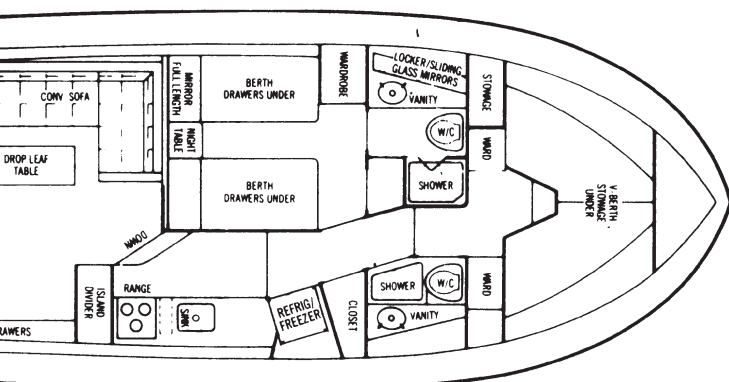 CONV SOFA
DROP LEAF
TABLE
MIRROR
FULL LENGTH
NIGHT
TABLE
BERTH
DRAWERS UNDER
BERTH
DRAWERS UNDER
WARDROBE
LOCKER/SLIDING
GLASS MIRRORS
VANITY
W/C
SHOWER
STOWAGE
WARD
V-BERTH
STOWAGE
UNDER
DOWN
ISLAND
DIVIDER
RANGE
SINK
REFRIG/
FREEZER
CLOSET
SHOWER
W/C
VANITY
WARD
RAWERS